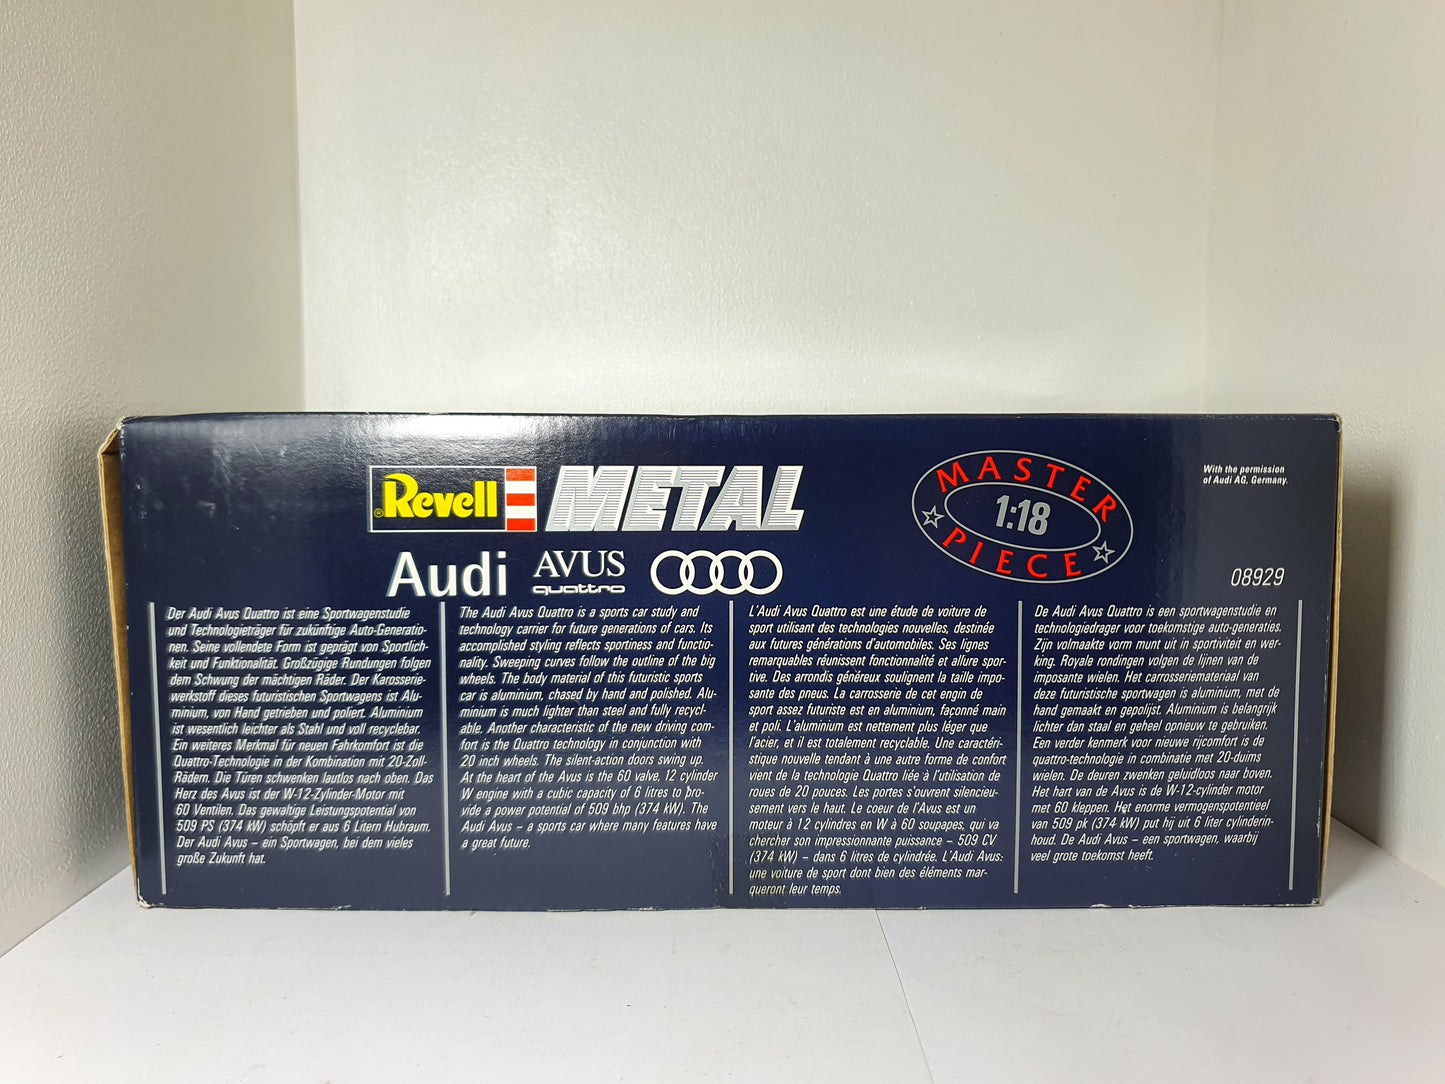 Revell METAL
MASTER PIECE
1:18
With the permission
of Audi AG, Germany.
Audi AVUS quattro
08929
Der Audi Avus Quattro ist eine Sportwagenstudie
und Technologieträger für zukünftige Auto-Generatio-
nen. Seine vollendete Form ist geprägt von Sportlich-
keit und Funktionalität. Großzügige Rundungen folgen
dem Schwung der mächtigen Räder. Der Karosserie-
werkstoff dieses futuristischen Sportwagens ist Alu-
minium, von Hand getrieben und poliert. Aluminium
ist wesentlich leichter als Stahl und voll recyclebar.
Ein weiteres Merkmal für neuen Fahrkomfort ist die
Quattro-Technologie in der Kombination mit 20-Zoll-
Rädern. Die Türen schwenken lautlos nach oben. Das
Herz des Avus ist der W-12-Zylinder-Motor mit
60 Ventilen. Das gewaltige Leistungspotential von
509 PS (374 kW) schöpft er aus 6 Litern Hubraum.
Der Audi Avus – ein Sportwagen, bei dem vieles
große Zukunft hat.
The Audi Avus Quattro is a sports car study and
technology carrier for future generations of cars. Its
accomplished styling reflects sportiness and functio-
nality. Sweeping curves follow the outline of the big
wheels. The body material of this futuristic sports
car is aluminium, chased by hand and polished. Alu-
minium is much lighter than steel and fully recycl-
able. Another characteristic of the new driving com-
fort is the Quattro technology in conjunction with
20 inch wheels. The silent-action doors swing up.
At the heart of the Avus is the 60 valve, 12 cylinder
W engine with a cubic capacity of 6 litres to pro-
vide a power potential of 509 bhp (374 kW). The
Audi Avus – a sports car where many features have
a great future.
L'Audi Avus Quattro est une étude de voiture de
sport utilisant des technologies nouvelles, destinée
aux futures générations d'automobiles. Ses lignes
remarquables réunissent fonctionnalité et allure spor-
tive. Des arrondis généreux soulignent la taille impo-
sante des pneus. La carrosserie de cet engin de
sport assez futuriste est en aluminium, façonné main
et poli. L'aluminium est nettement plus léger que
l'acier, et il est totalement recyclable. Une caractéri-
stique nouvelle tendant à une autre forme de confort
vient de la technologie Quattro liée à l'utilisation de
roues de 20 pouces. Les portes s'ouvrent silencieu-
sement vers le haut. Le coeur de l'Avus est un
moteur à 12 cylindres en W à 60 soupapes, qui va
chercher son impressionnante puissance – 509 CV
(374 kW) – dans 6 litres de cylindrée. L'Audi Avus:
une voiture de sport dont bien des éléments mar-
queront leur temps.
De Audi Avus Quattro is een sportwagenstudie en
technologiedrager voor toekomstige auto-generaties.
Zijn volmaakte vorm munt uit in sportiviteit en wer-
king. Royale rondingen volgen de lijnen van de
imposante wielen. Het carrosseriemateriaal van
deze futuristische sportwagen is aluminium, met de
hand gemaakt en gepolijst. Aluminium is belangrijk
lichter dan staal en geheel opnieuw te gebruiken.
Een verder kenmerk voor nieuwe rijcomfort is de
quattro-technologie in combinatie met 20-duims
wielen. De deuren zwenken geluidloos naar boven.
Het hart van de Avus is de W-12-cylinder motor
met 60 kleppen. Het enorme vermogenspotentieel
van 509 pk (374 kW) put hij uit 6 liter cylinderin-
houd. De Audi Avus – een sportwagen, waarbij
veel grote toekomst heeft.